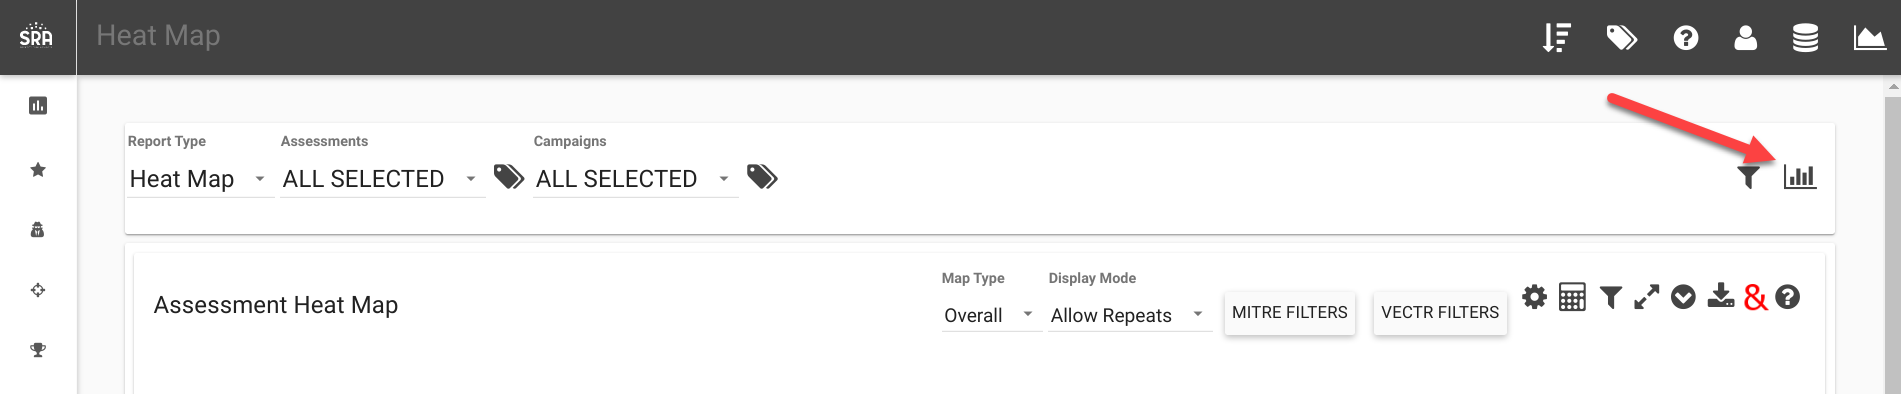 SRA
Heat Map
Report Type
Assessments
Campaigns
Heat Map
ALL SELECTED
ALL SELECTED
Assessment Heat Map
Map Type
Display Mode
Overall
Allow Repeats
MITRE FILTERS
VECTR FILTERS
&